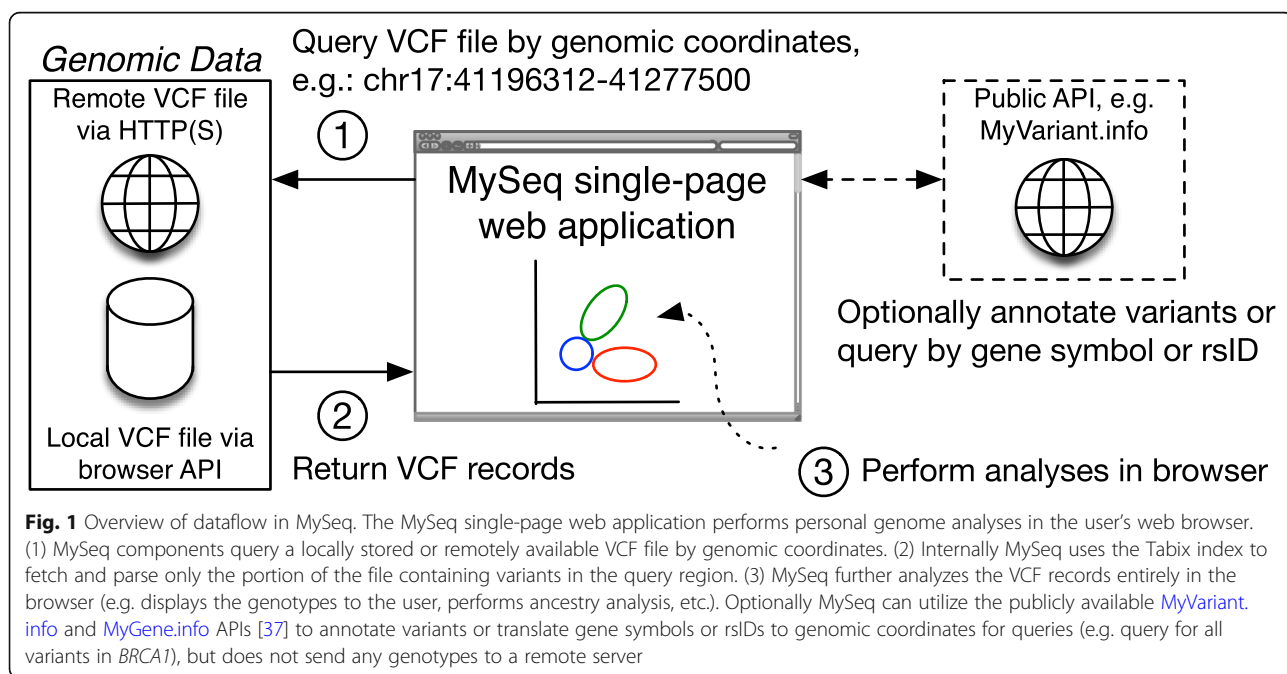 Genomic Data
Remote VCF file
via HTTP(S)
Local VCF file via
browser API
Query VCF file by genomic coordinates,
e.g.: chr17:41196312-41277500
1
MySeq single-page
web application
2
Return VCF records
Public API, e.g.
MyVariant.info
Optionally annotate variants or
query by gene symbol or rsID
3 Perform analyses in browser
Fig. 1 Overview of dataflow in MySeq. The MySeq single-page web application performs personal genome analyses in the user's web browser.
(1) MySeq components query a locally stored or remotely available VCF file by genomic coordinates. (2) Internally MySeq uses the Tabix index to
fetch and parse only the portion of the file containing variants in the query region. (3) MySeq further analyzes the VCF records entirely in the
browser (e.g. displays the genotypes to the user, performs ancestry analysis, etc.). Optionally MySeq can utilize the publicly available MyVariant.
info and MyGene.info APIs [37] to annotate variants or translate gene symbols or rsIDs to genomic coordinates for queries (e.g. query for all
variants in BRCA1), but does not send any genotypes to a remote server